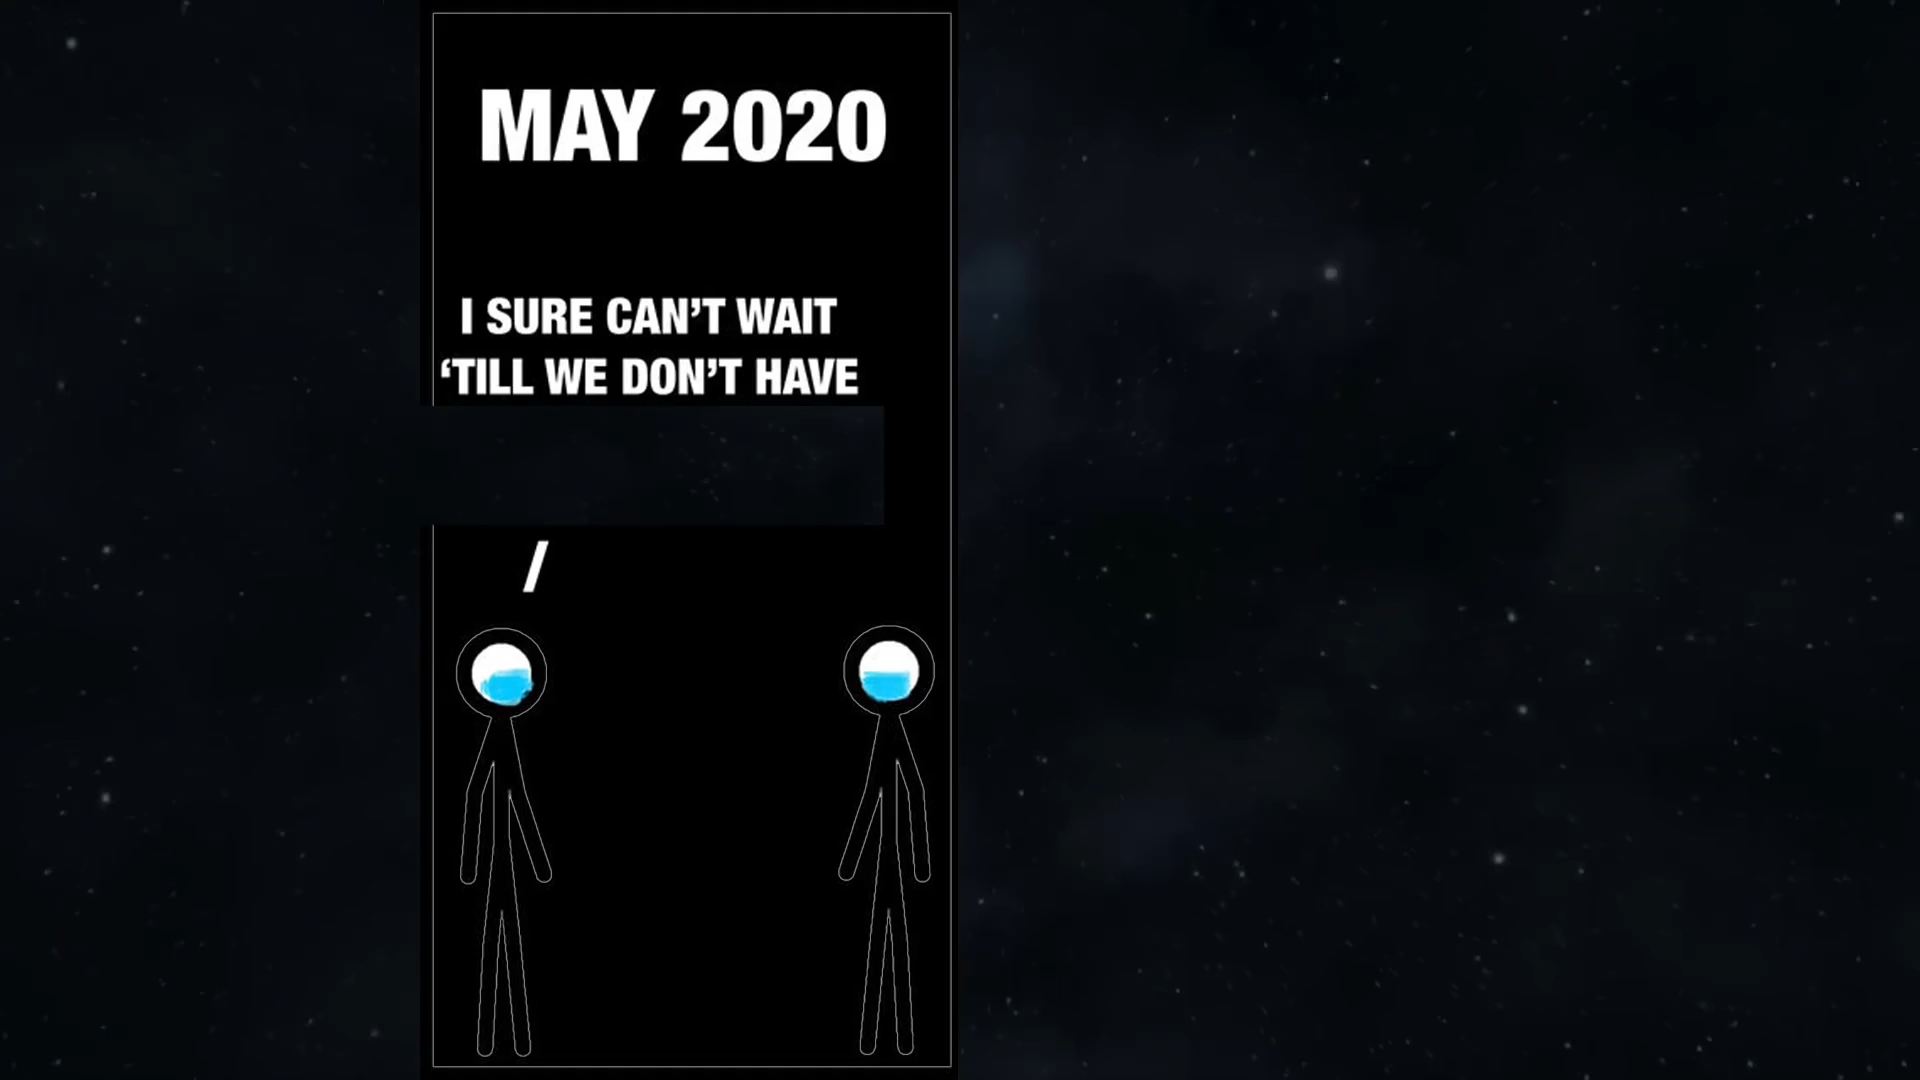 MAY 2020
I SURE CAN’T WAIT
‘TILL WE DON’T HAVE
/